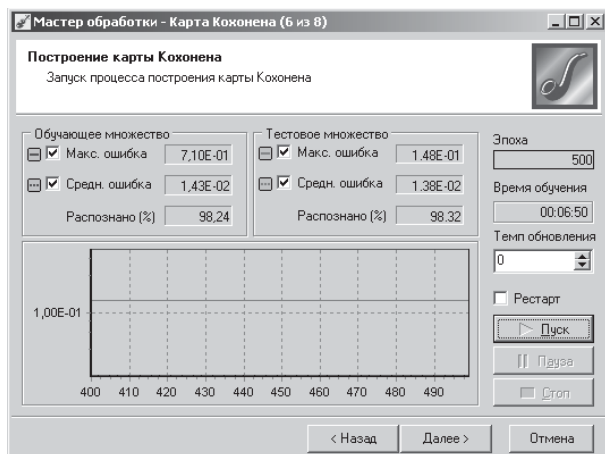 Мастер обработки - Карта Кохонена (6 из 8)
Построение карты Кохонена
Запуск процесса построения карты Кохонена
Обучающее множество
Макс. ошибка 7,10E-01
Средн. ошибка 1,43E-02
Распознано (%) 98,24
Тестовое множество
Макс. ошибка 1.48E-01
Средн. ошибка 1.38E-02
Распознано (%) 98.32
Эпоха
500
Время обучения
00:06:50
Темп обновления
0
Рестарт
Пуск
Пауза
Стоп
1,00E-01
400 410 420 430 440 450 460 470 480 490
< Назад Далее > Отмена